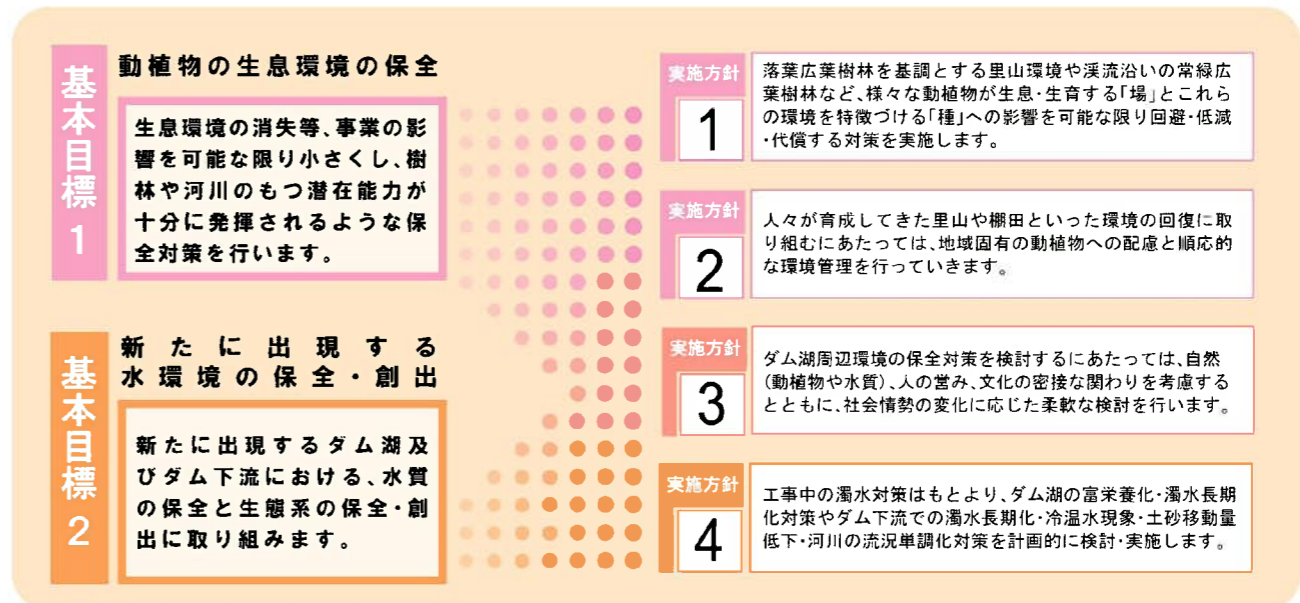 基本目標1
動植物の生息環境の保全
生息環境の消失等、事業の影
響を可能な限り小さくし、樹
林や河川のもつ潜在能力が
十分に発揮されるような保
全対策を行います。
基本目標2
新たに出現する
水環境の保全・創出
新たに出現するダム湖及
びダム下流における、水質
の保全と生態系の保全・創
出に取り組みます。
実施方針
1
落葉広葉樹林を基調とする里山環境や渓流沿いの常緑広
葉樹林など、様々な動植物が生息・生育する「場」とこれら
の環境を特徴づける「種」への影響を可能な限り回避・低減
・代償する対策を実施します。
実施方針
2
人々が育成してきた里山や棚田といった環境の回復に取
り組むにあたっては、地域固有の動植物への配慮と順応的
な環境管理を行っていきます。
実施方針
3
ダム湖周辺環境の保全対策を検討するにあたっては、自然
(動植物や水質)、人の営み、文化の密接な関わりを考慮する
とともに、社会情勢の変化に応じた柔軟な検討を行います。
実施方針
4
工事中の濁水対策はもとより、ダム湖の富栄養化・濁水長期
化対策やダム下流での濁水長期化・冷温水現象・土砂移動量
低下・河川の流況単調化対策を計画的に検討・実施します。